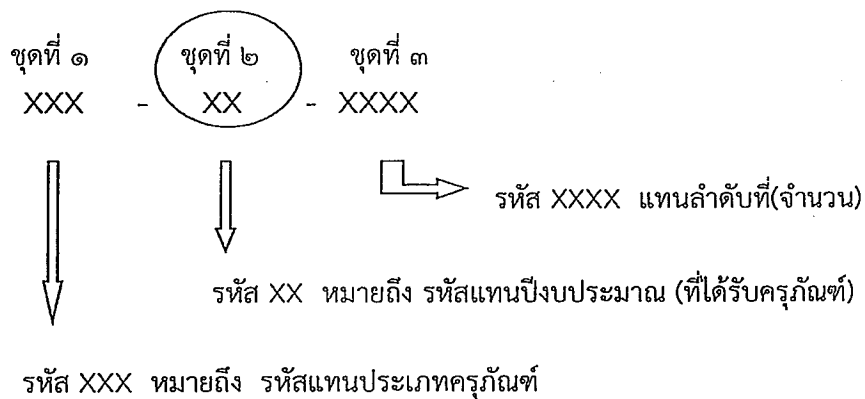 ชุดที่ ๑ ชุดที่ ๒ ชุดที่ ๓
XXX - XX - XXXX
รหัส XXXX แทนลำดับที่(จำนวน)
รหัส XX หมายถึง รหัสแทนปีงบประมาณ (ที่ได้รับครุภัณฑ์)
รหัส XXX หมายถึง รหัสแทนประเภทครุภัณฑ์